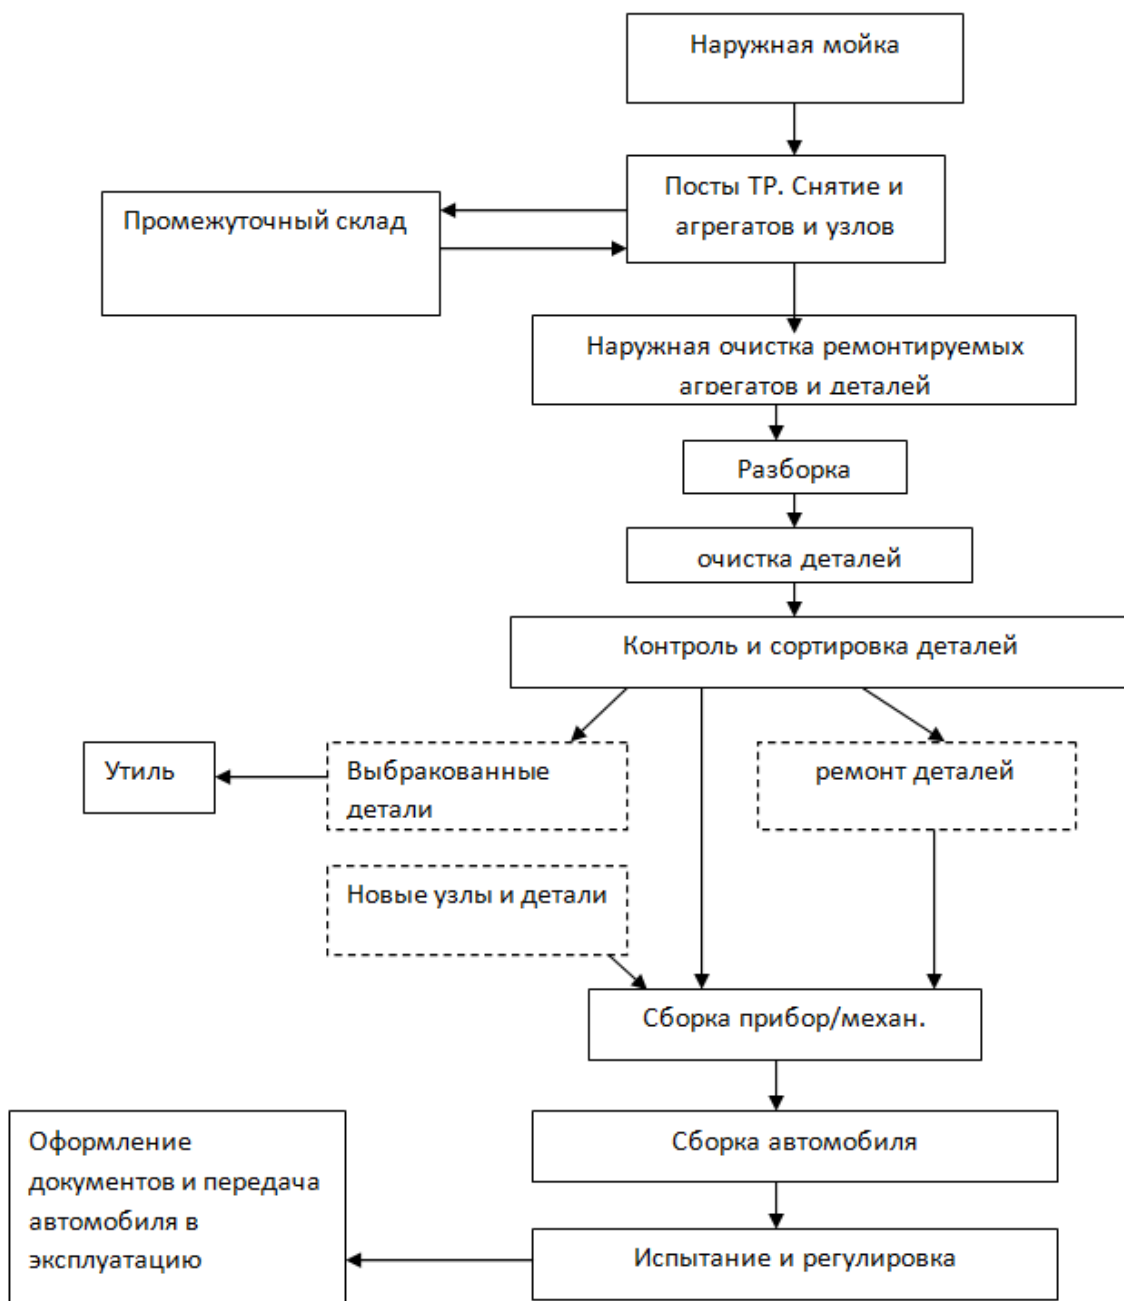 Наружная мойка
Посты ТР. Снятие и
агрегатов и узлов
Промежуточный склад
Наружная очистка ремонтируемых
агрегатов и деталей
Разборка
очистка деталей
Контроль и сортировка деталей
Утиль
Выбракованные
детали
ремонт деталей
Новые узлы и детали
Сборка прибор/механ.
Сборка автомобиля
Испытание и регулировка
Оформление
документов и передача
автомобиля в
эксплуатацию